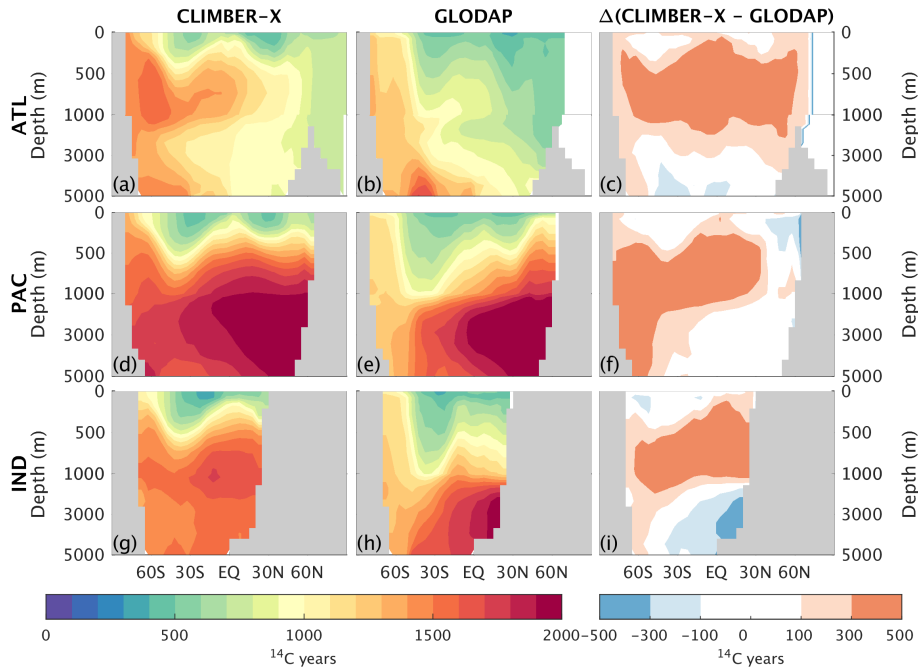 CLIMBER-X GLODAP Δ(CLIMBER-X - GLODAP)
ATL
Depth (m)
0
500
1000
3000
5000
(a) (b) (c)
0
500
1000
3000
5000
Depth (m)
PAC
Depth (m)
0
500
1000
3000
5000
(d) (e) (f)
0
500
1000
3000
5000
Depth (m)
IND
Depth (m)
0
500
1000
3000
5000
(g) (h) (i)
0
500
1000
3000
5000
Depth (m)
60S 30S EQ 30N 60N 60S 30S EQ 30N 60N 60S 30S EQ 30N 60N
0 500 1000 1500 2000
¹⁴C years
-500 -300 -100 0 100 300 500
¹⁴C years